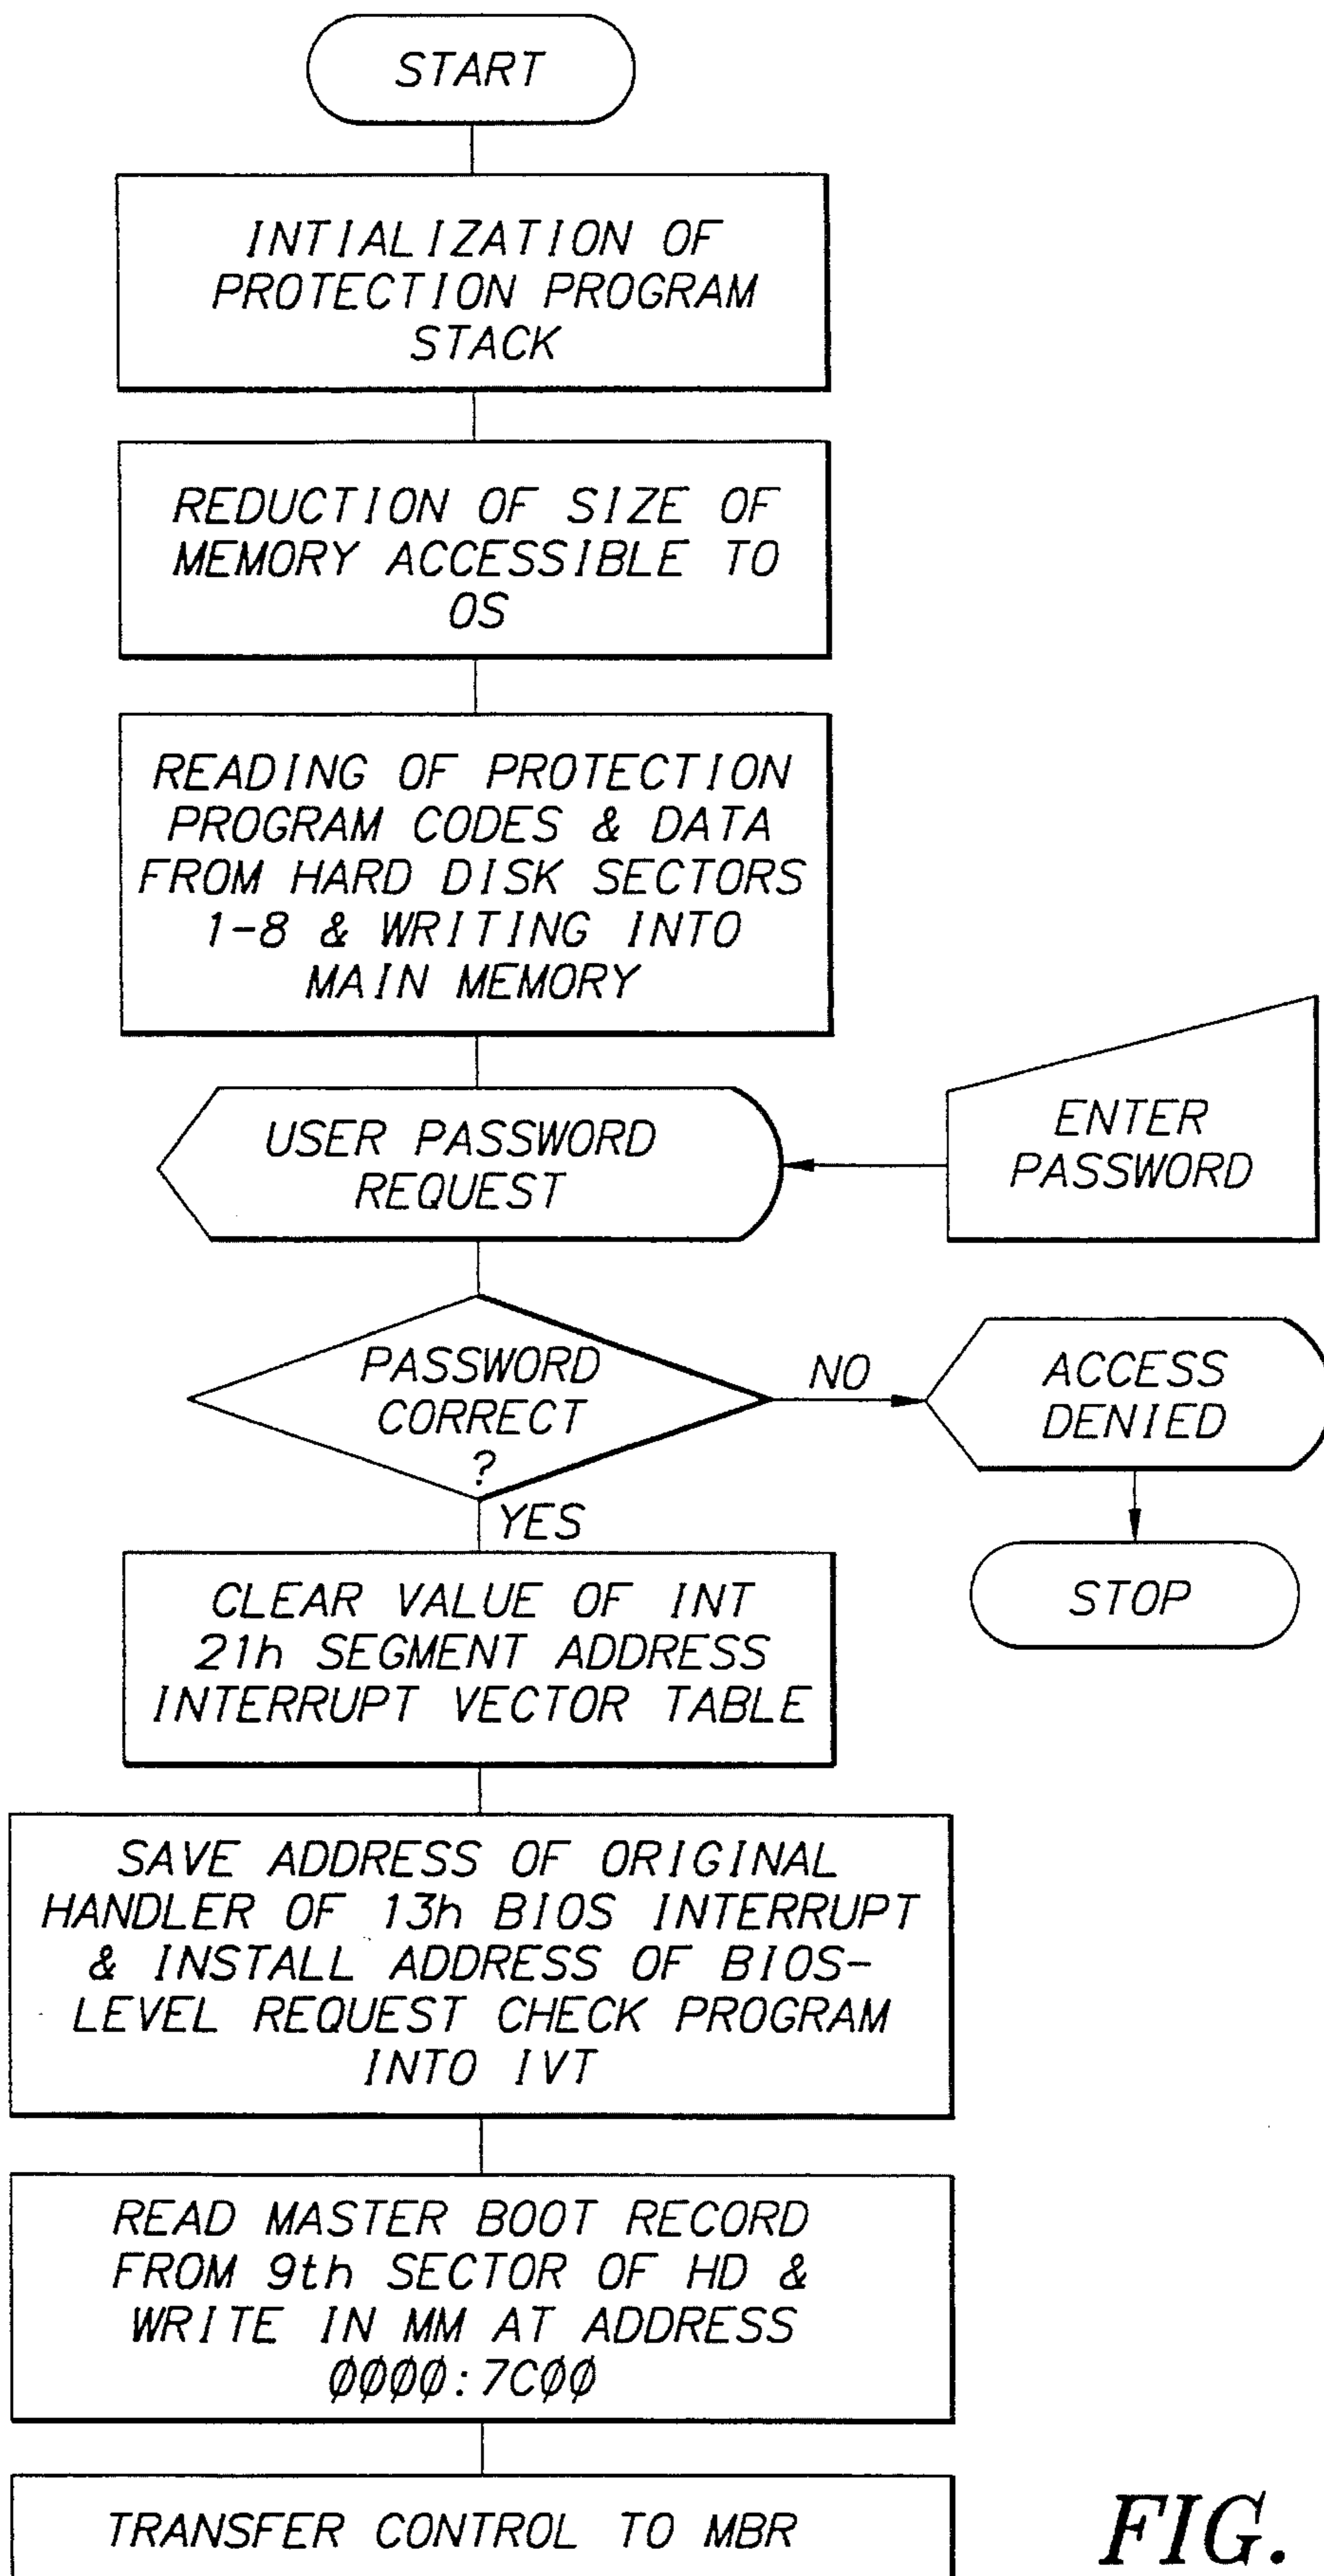 START
INTIALIZATION OF
PROTECTION PROGRAM
STACK
REDUCTION OF SIZE OF
MEMORY ACCESSIBLE TO
OS
READING OF PROTECTION
PROGRAM CODES & DATA
FROM HARD DISK SECTORS
1-8 & WRITING INTO
MAIN MEMORY
USER PASSWORD
REQUEST
ENTER
PASSWORD
PASSWORD
CORRECT
?
NO
ACCESS
DENIED
STOP
YES
CLEAR VALUE OF INT
21h SEGMENT ADDRESS
INTERRUPT VECTOR TABLE
SAVE ADDRESS OF ORIGINAL
HANDLER OF 13h BIOS INTERRUPT
& INSTALL ADDRESS OF BIOS-
LEVEL REQUEST CHECK PROGRAM
INTO IVT
READ MASTER BOOT RECORD
FROM 9th SECTOR OF HD &
WRITE IN MM AT ADDRESS
0000:7C00
TRANSFER CONTROL TO MBR
FIG.